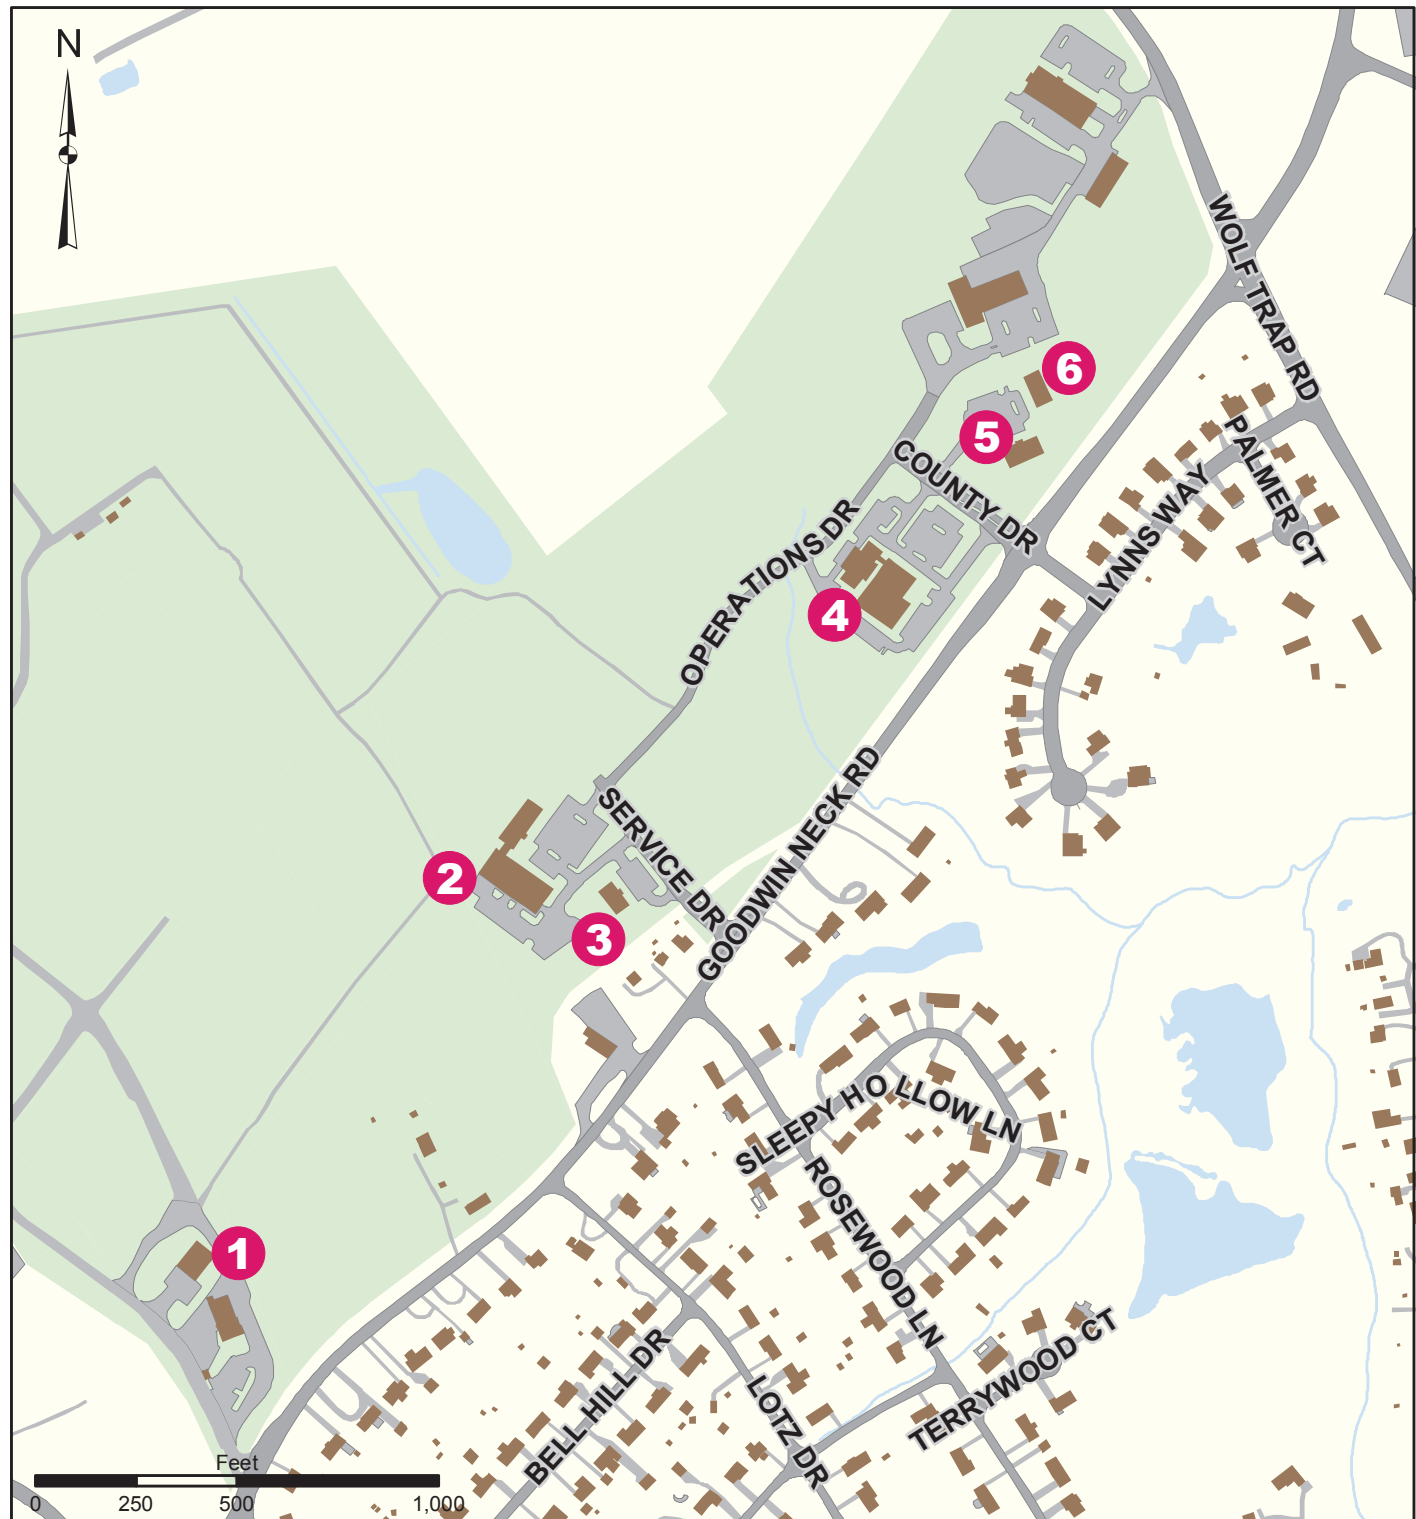 N
WOLF TRAP RD
6
5
PALMER CT
COUNTY DR
LYNNS WAY
OPERATIONS DR
4
GOODWIN NECK RD
SERVICE DR
2
3
SLEEPY HOLLOW LN
ROSEWOOD LN
1
TERRYWOOD CT
BELL HILL DR
LOTZ DR
Feet
0 250 500 1,000